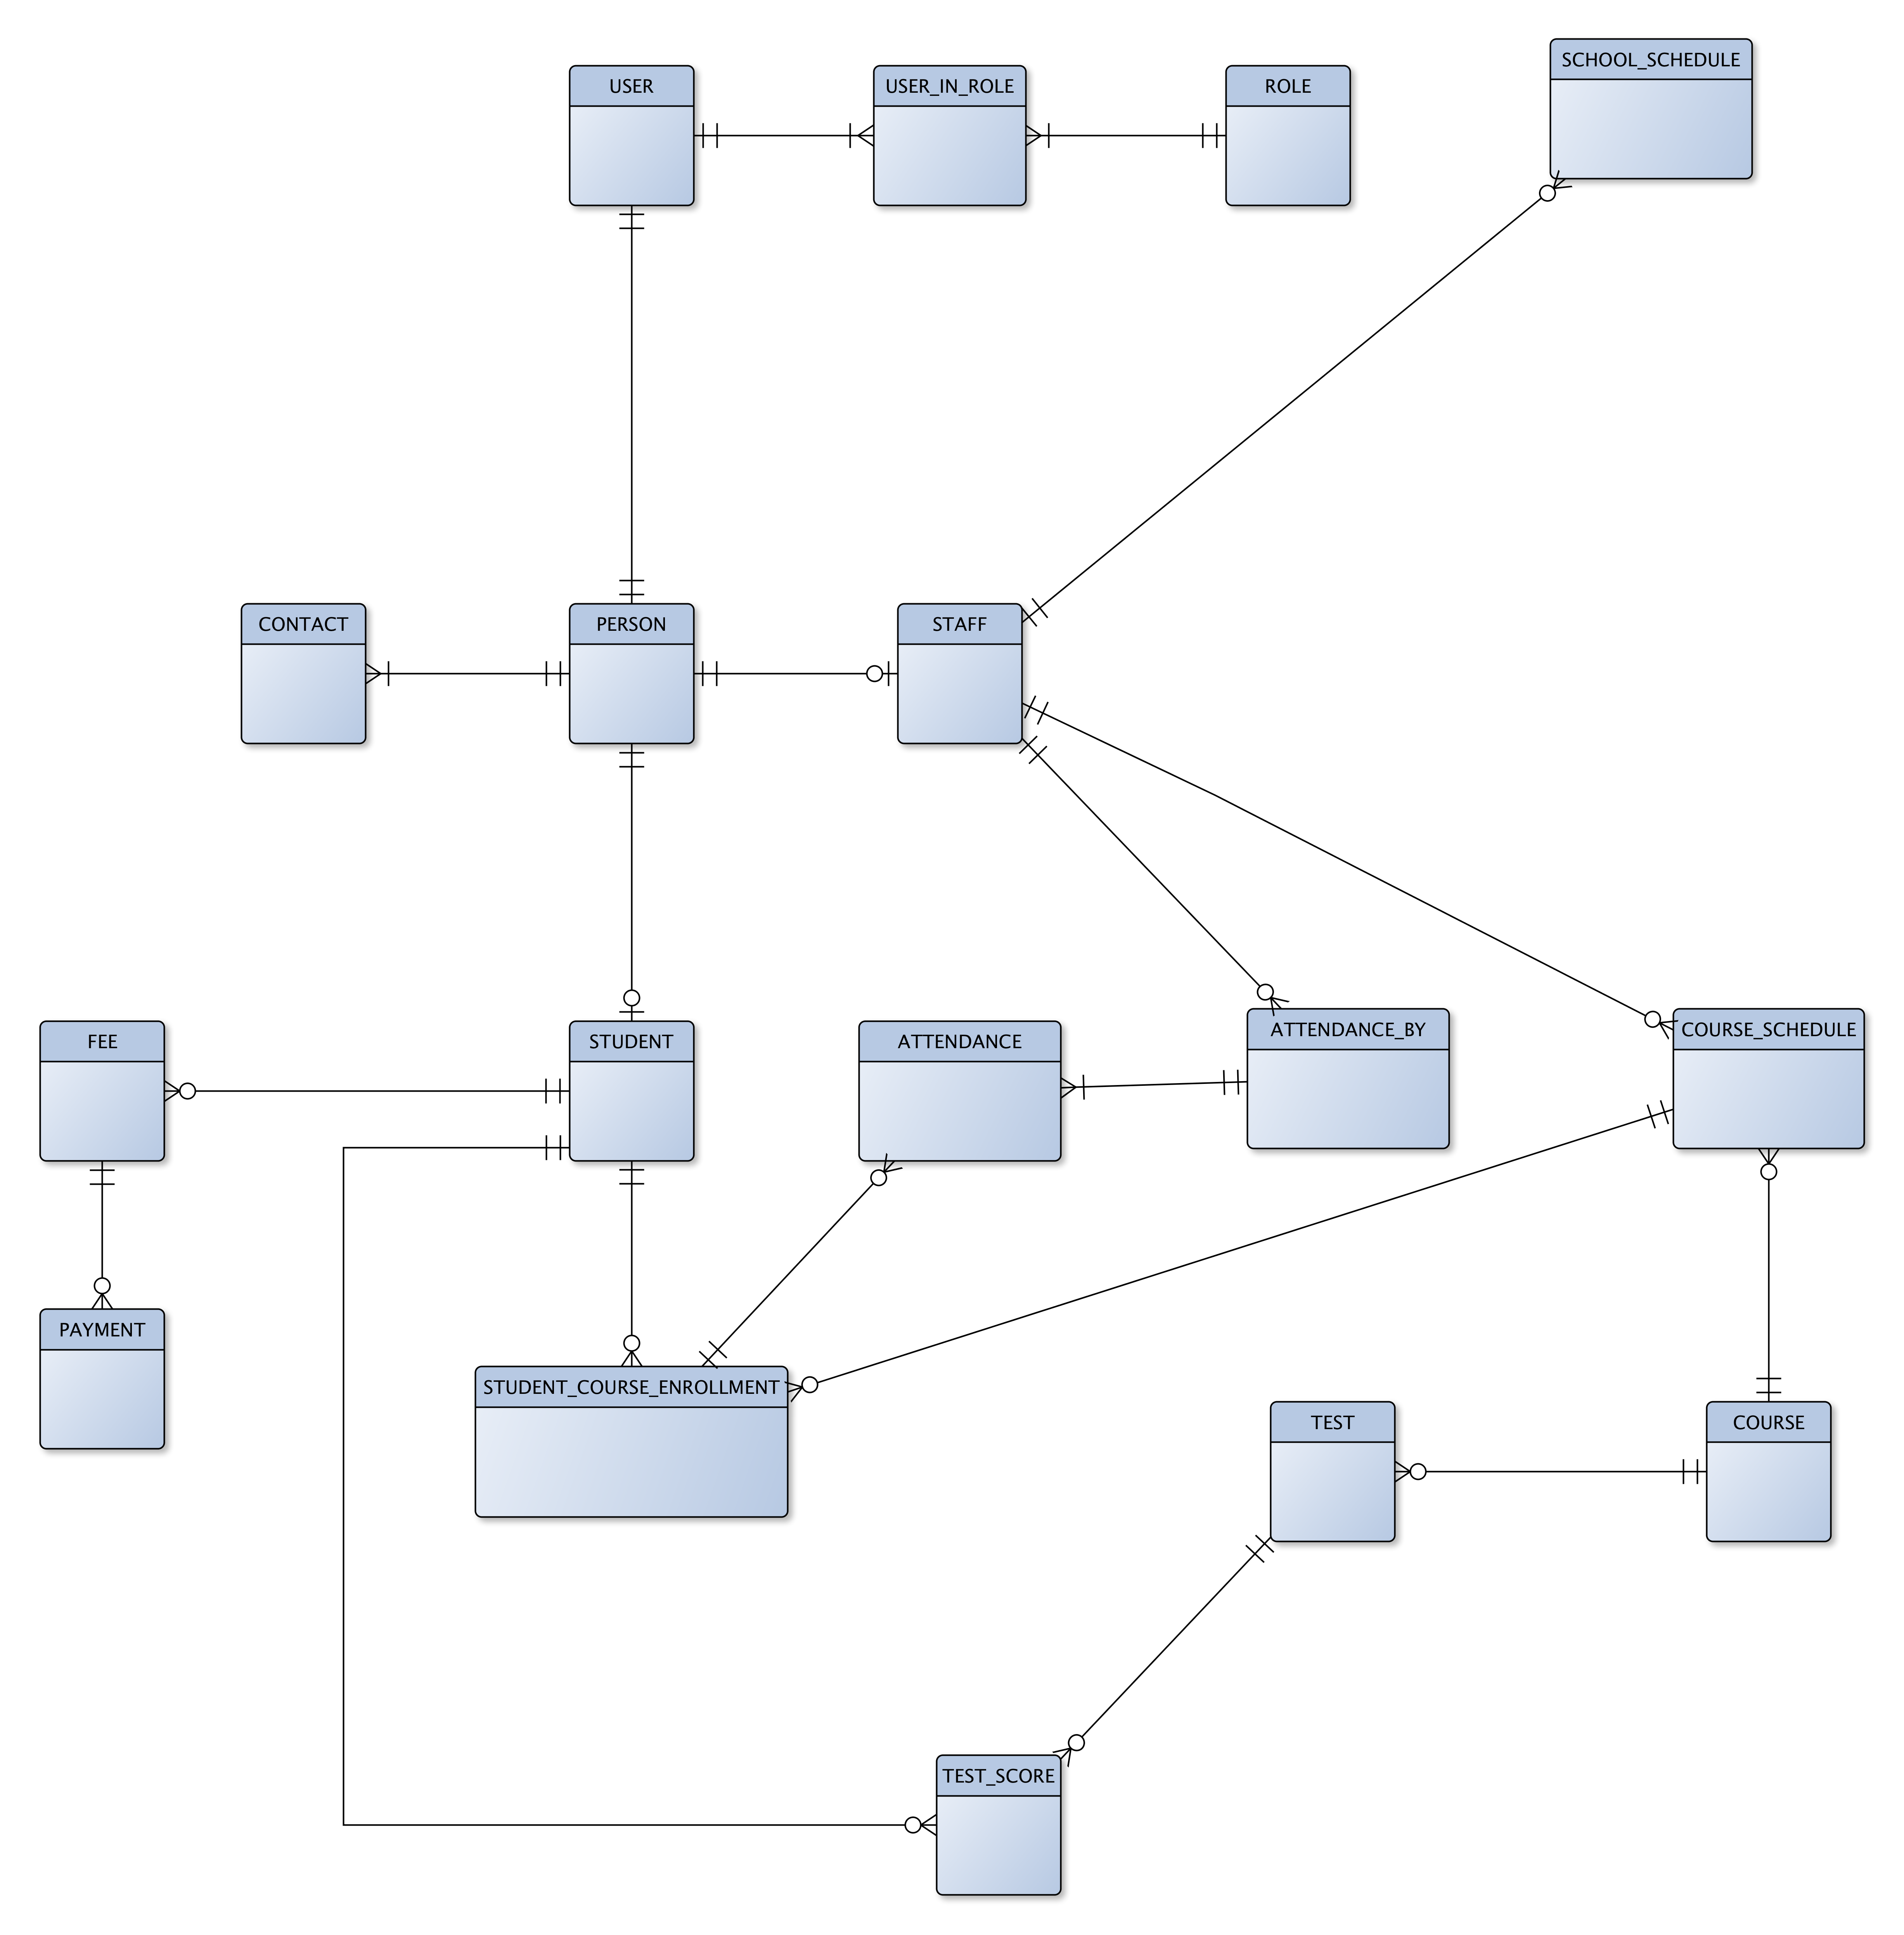 SCHOOL_SCHEDULE
USER
USER_IN_ROLE
ROLE
CONTACT
PERSON
STAFF
FEE
STUDENT
ATTENDANCE
ATTENDANCE_BY
COURSE_SCHEDULE
PAYMENT
STUDENT_COURSE_ENROLLMENT
TEST
COURSE
TEST_SCORE